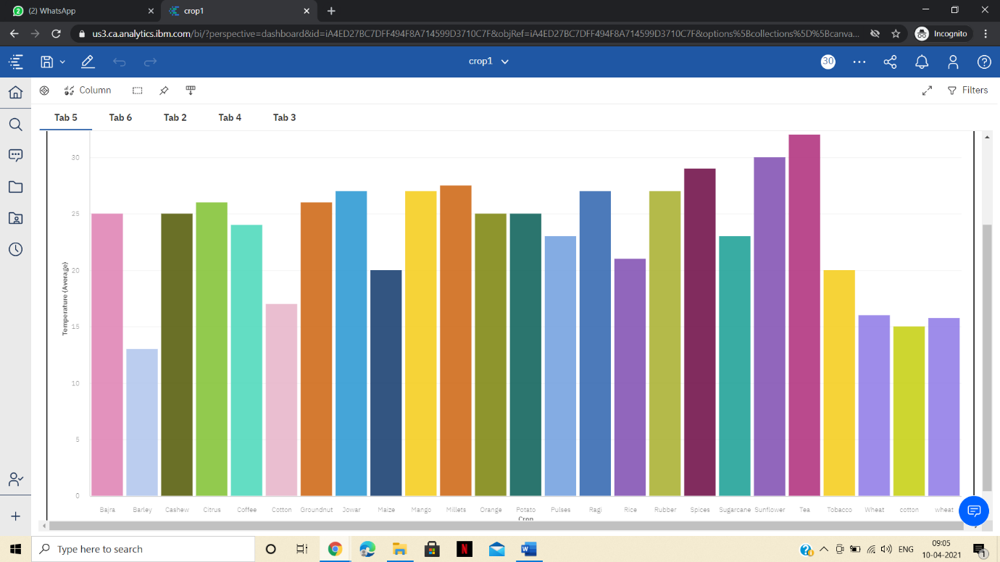 (2) WhatsApp
crop1
us3.ca.analytics.ibm.com/bi/?perspective=dashboard&id=iA4ED27BC7DFF494F8A714599D3710C7F&objRef=iA4ED27BC7DFF494F8A714599D3710C7F&options%5Bcollections%5D%5Bcanva...
Incognito
crop1
30
Column
Filters
Tab 5 Tab 6 Tab 2 Tab 4 Tab 3
Temperature (Average)
30
25
20
15
10
5
0
Bajra Barley Cashew Citrus Coffee Cotton Groundnut Jowar Maize Mango Millets Orange Potato Pulses Ragi Rice Rubber Spices Sugarcane Sunflower Tea Tobacco Wheat cotton wheat
Crop
Type here to search
ENG
09:05
10-04-2021
1